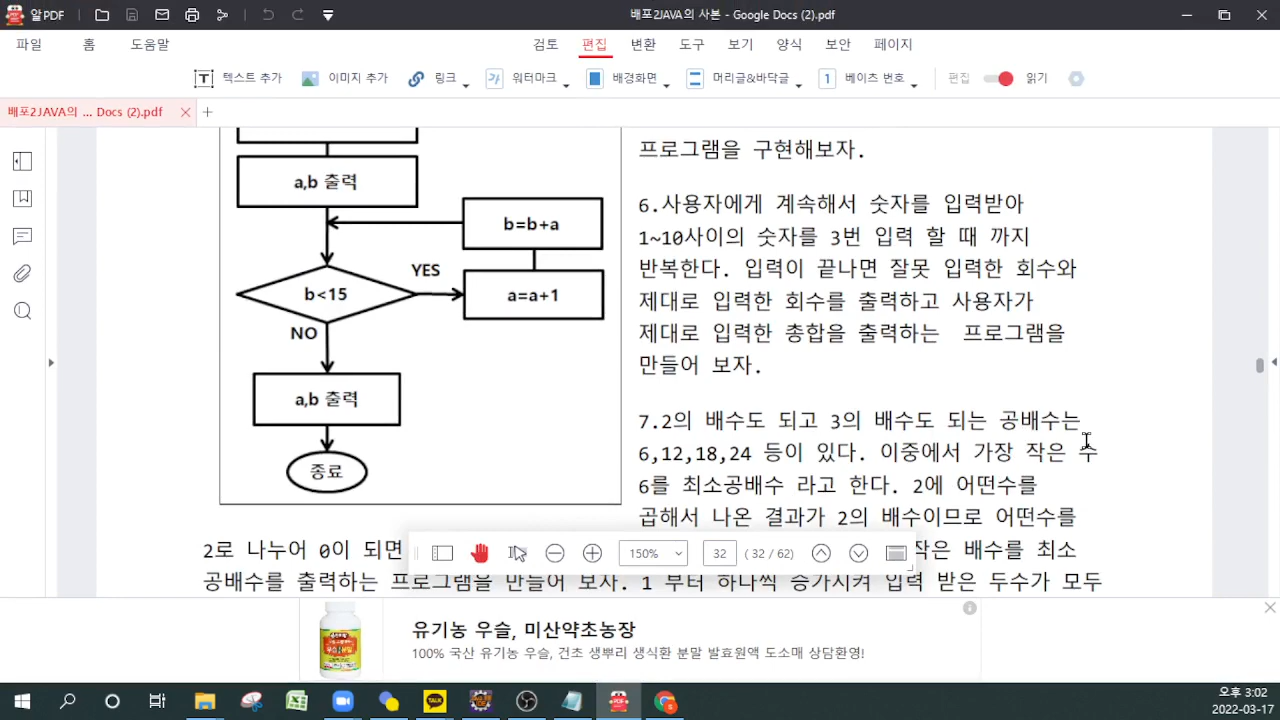 알PDF
배포2JAVA의 사본 - Google Docs (2).pdf
파일 홈 도움말 검토 편집 변환 도구 보기 양식 보안 페이지
텍스트 추가 이미지 추가 링크 워터마크 배경화면 머리글&바닥글 1 베이츠 번호 편집 읽기
배포2JAVA의 ... Docs (2).pdf
a,b 출력
b=b+a
YES
b<15
a=a+1
NO
a,b 출력
종료
프로그램을 구현해보자.
6.사용자에게 계속해서 숫자를 입력받아
1~10사이의 숫자를 3번 입력 할 때 까지
반복한다. 입력이 끝나면 잘못 입력한 회수와
제대로 입력한 회수를 출력하고 사용자가
제대로 입력한 총합을 출력하는 프로그램을
만들어 보자.
7.2의 배수도 되고 3의 배수도 되는 공배수는
6,12,18,24 등이 있다. 이중에서 가장 작은 수
6를 최소공배수 라고 한다. 2에 어떤수를
곱해서 나온 결과가 2의 배수이므로 어떤수를
2로 나누어 0이 되면 작은 배수를 최소
공배수를 출력하는 프로그램을 만들어 보자. 1 부터 하나씩 증가시켜 입력 받은 두수가 모두
150% 32 ( 32 / 62)
유기농 우슬, 미산약초농장
100% 국산 유기농 우슬, 건초 생뿌리 생식환 분말 발효원액 도소매 상담환영!
TALK
PDF
오후 3:02
2022-03-17